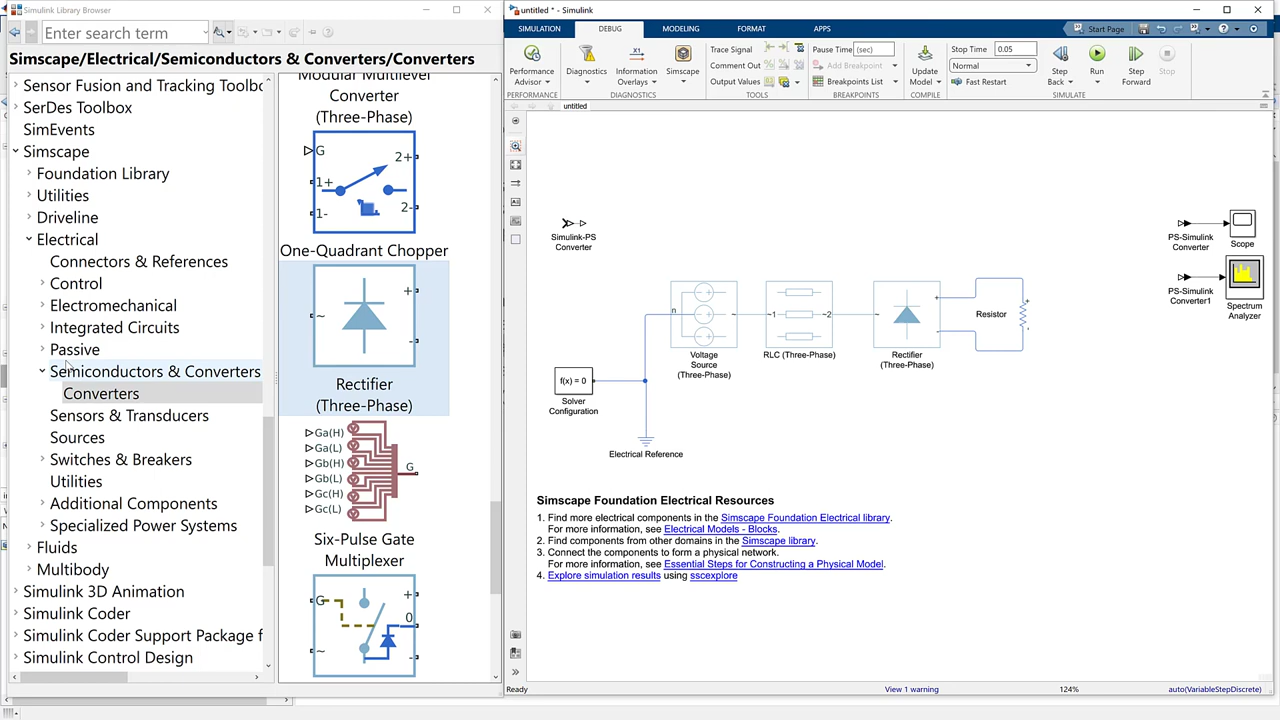 Simulink Library Browser
Enter search term
Simscape/Electrical/Semiconductors & Converters/Converters
Sensor Fusion and Tracking Toolbo
SerDes Toolbox
SimEvents
Simscape
Foundation Library
Utilities
Driveline
Electrical
Connectors & References
Control
Electromechanical
Integrated Circuits
Passive
Semiconductors & Converters
Converters
Sensors & Transducers
Sources
Switches & Breakers
Utilities
Additional Components
Specialized Power Systems
Fluids
Multibody
Simulink 3D Animation
Simulink Coder
Simulink Coder Support Package f
Simulink Control Design
Modular Multilevel
Converter
(Three-Phase)
G
2+
1+
1-
2-
One-Quadrant Chopper
+
~
-
Rectifier
(Three-Phase)
Ga(H)
Ga(L)
Gb(H)
Gb(L)
Gc(H)
Gc(L)
G
Six-Pulse Gate
Multiplexer
G
+
0
~
-
untitled * - Simulink
SIMULATION
DEBUG
MODELING
FORMAT
APPS
Start Page
Performance
Advisor
PERFORMANCE
Diagnostics
Information
Overlays
Simscape
DIAGNOSTICS
Trace Signal
Comment Out
Output Values
TOOLS
Pause Time (sec)
Add Breakpoint
Breakpoints List
BREAKPOINTS
Update
Model
COMPILE
Stop Time 0.05
Normal
Fast Restart
Step
Back
Run
Step
Forward
Stop
SIMULATE
untitled
Simulink-PS
Converter
PS-Simulink
Converter
Scope
PS-Simulink
Converter1
Spectrum
Analyzer
n
~
Voltage
Source
(Three-Phase)
~1
~2
RLC (Three-Phase)
~
+
-
Rectifier
(Three-Phase)
Resistor
+
-
f(x) = 0
Solver
Configuration
Electrical Reference
Simscape Foundation Electrical Resources
1. Find more electrical components in the Simscape Foundation Electrical library.
For more information, see Electrical Models - Blocks.
2. Find components from other domains in the Simscape library.
3. Connect the components to form a physical network.
For more information, see Essential Steps for Constructing a Physical Model.
4. Explore simulation results using sscexplore
Ready
View 1 warning
124%
auto(VariableStepDiscrete)